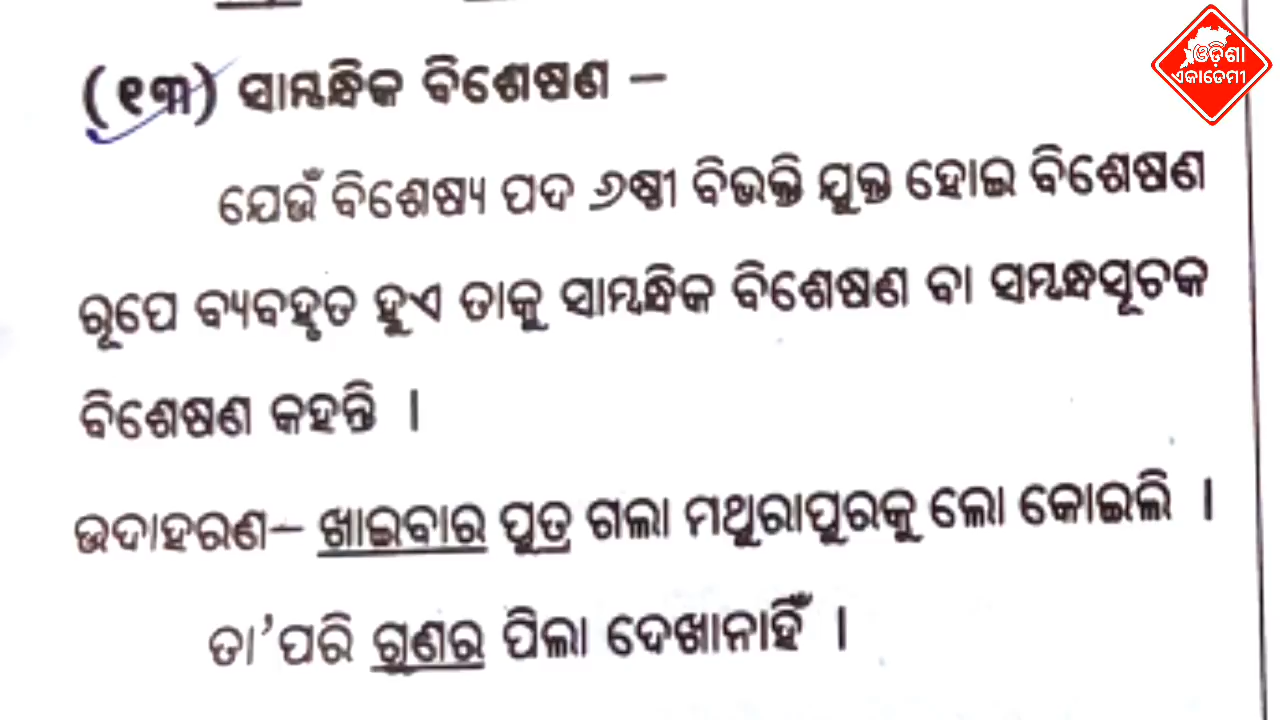 (୧୩) ସାମ୍ବନ୍ଧିକ ବିଶେଷଣ –
ଓଡ଼ିଶା
ଏକାଡେମୀ
ଯେଉଁ ବିଶେଷ୍ୟ ପଦ ୬ଷ୍ଠୀ ବିଭକ୍ତି ଯୁକ୍ତ ହୋଇ ବିଶେଷଣ
ରୂପେ ବ୍ୟବହୃତ ହୁଏ ତାକୁ ସାମ୍ବନ୍ଧିକ ବିଶେଷଣ ବା ସମ୍ବନ୍ଧସୂଚକ
ବିଶେଷଣ କହନ୍ତି ।
ଉଦାହରଣ– ଖାଇବାର ପୁତ୍ର ଗଲା ମଥୁରାପୁରକୁ ଲୋ କୋଇଲି ।
ତା’ପରି ଗୁଣର ପିଲା ଦେଖାନାହିଁ ।